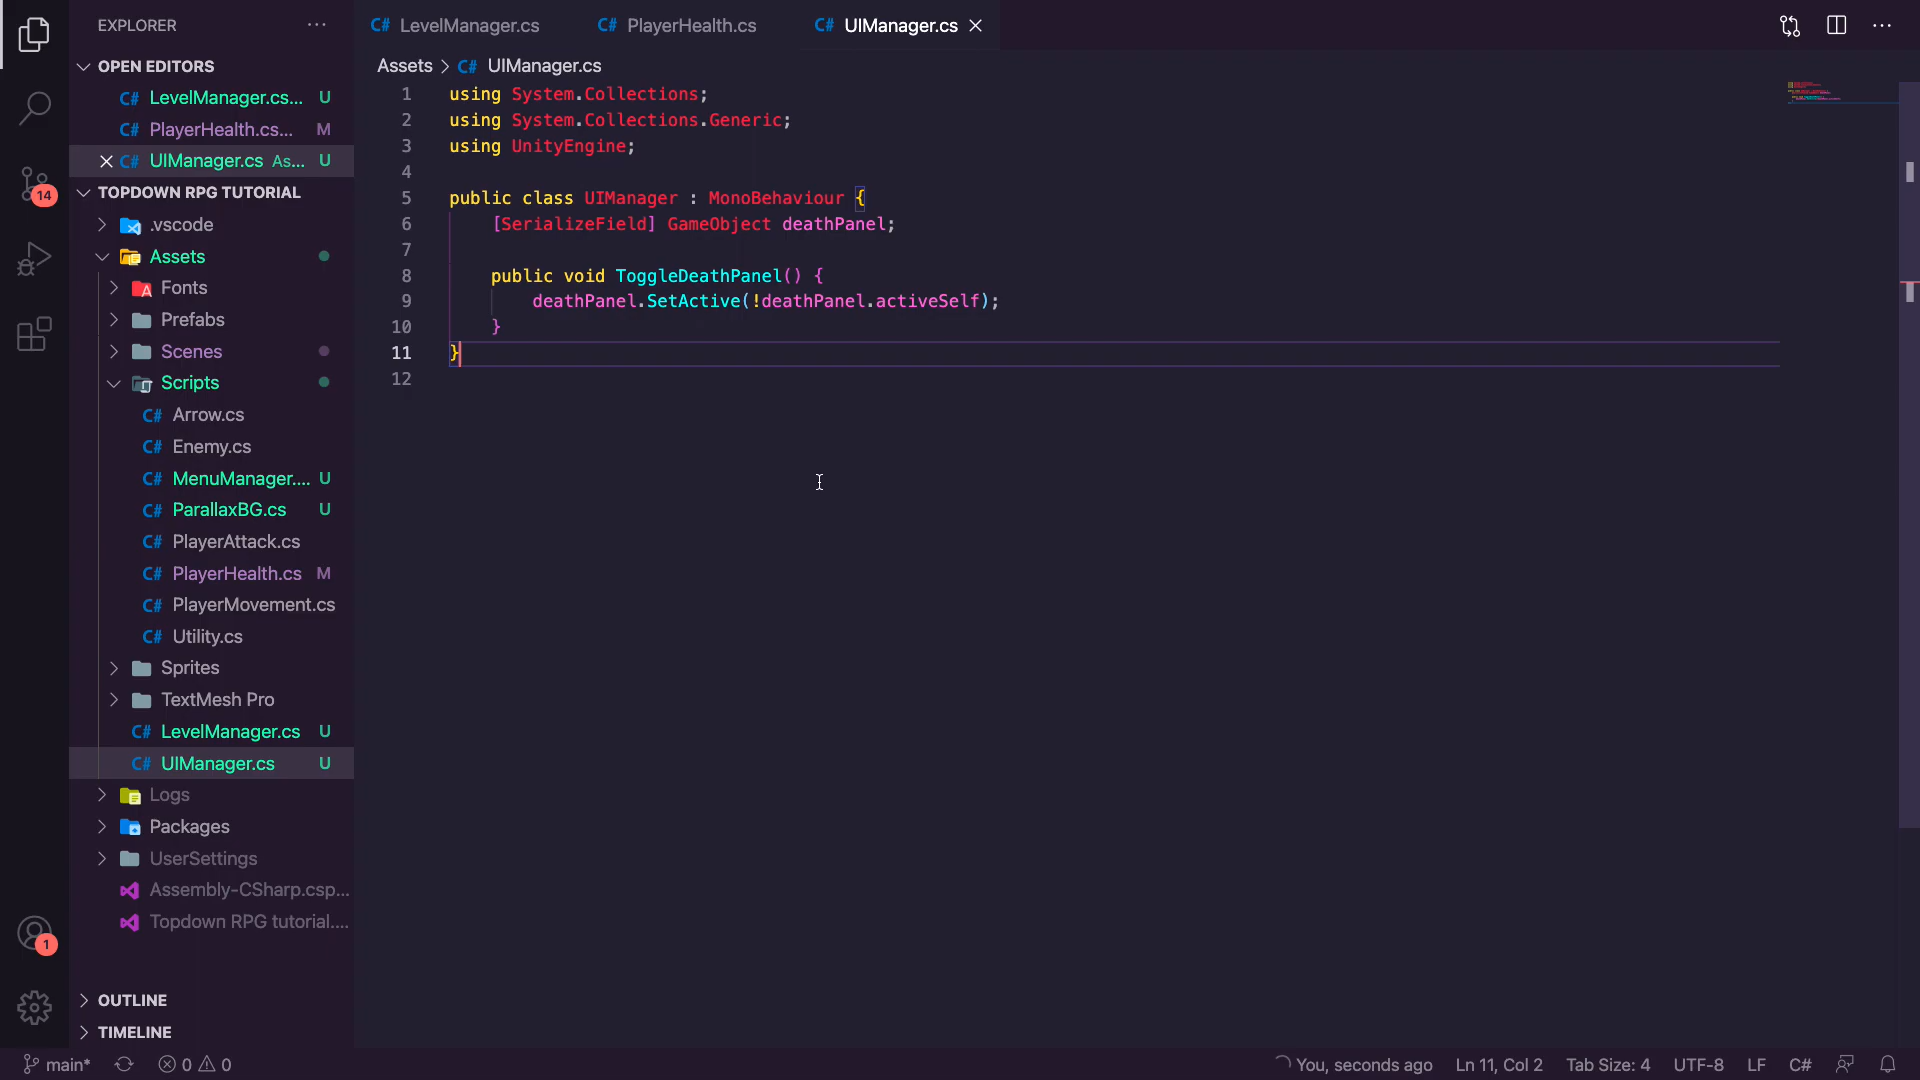 EXPLORER
OPEN EDITORS
C# LevelManager.cs... U
C# PlayerHealth.cs... M
C# UIManager.cs As... U
TOPDOWN RPG TUTORIAL
.vscode
Assets
Fonts
Prefabs
Scenes
Scripts
C# Arrow.cs
C# Enemy.cs
C# MenuManager.... U
C# ParallaxBG.cs U
C# PlayerAttack.cs
C# PlayerHealth.cs M
C# PlayerMovement.cs
C# Utility.cs
Sprites
TextMesh Pro
C# LevelManager.cs U
C# UIManager.cs U
Logs
Packages
UserSettings
Assembly-CSharp.csp...
Topdown RPG tutorial....
OUTLINE
TIMELINE
14
1
C# LevelManager.cs C# PlayerHealth.cs C# UIManager.cs
Assets > C# UIManager.cs
1 using System.Collections;
2 using System.Collections.Generic;
3 using UnityEngine;
4
5 public class UIManager : MonoBehaviour {
6 [SerializeField] GameObject deathPanel;
7
8 public void ToggleDeathPanel() {
9 deathPanel.SetActive(!deathPanel.activeSelf);
10 }
11 }
12
main* 0 0 You, seconds ago Ln 11, Col 2 Tab Size: 4 UTF-8 LF C#